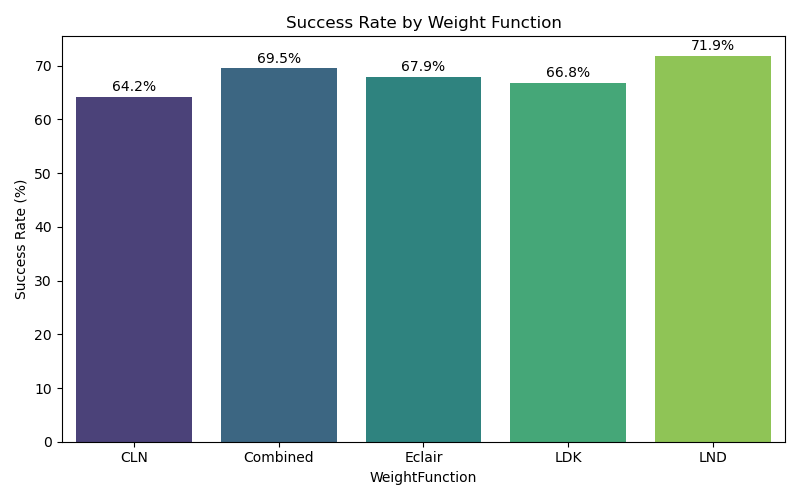 Success Rate by Weight Function
Success Rate (%)
70
60
50
40
30
20
10
0
64.2%
69.5%
67.9%
66.8%
71.9%
CLN
Combined
Eclair
LDK
LND
WeightFunction